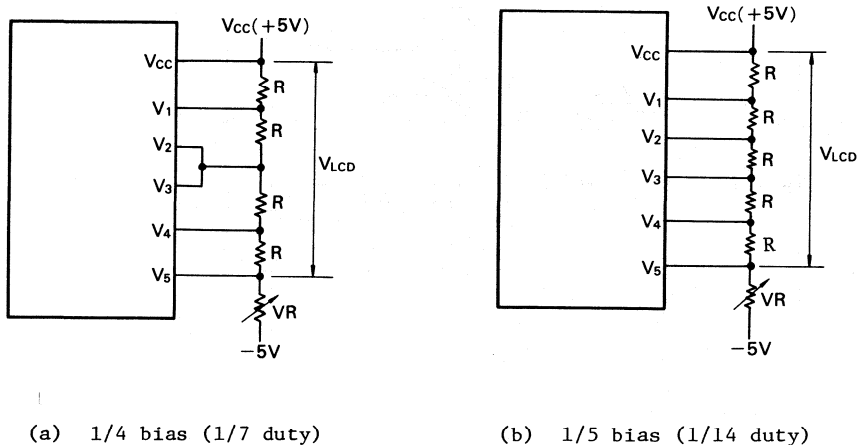 Vcc(+5V)
Vcc
R
V1
R
V2
VLCD
V3
R
V4
R
V5
VR
−5V
(a) 1/4 bias (1/7 duty)
Vcc(+5V)
Vcc
R
V1
R
V2
R
VLCD
V3
R
V4
R
V5
VR
−5V
(b) 1/5 bias (1/14 duty)